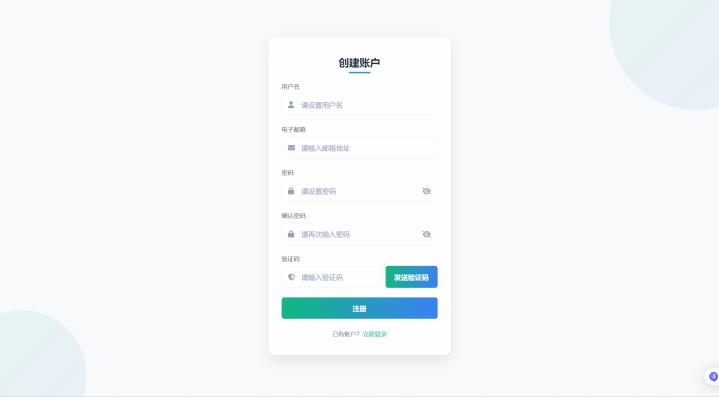 创建账户
用户名
请设置用户名
电子邮箱
请输入邮箱地址
密码
请设置密码
确认密码
请再次输入密码
验证码
请输入验证码 发送验证码
注册
已有账户? 立即登录